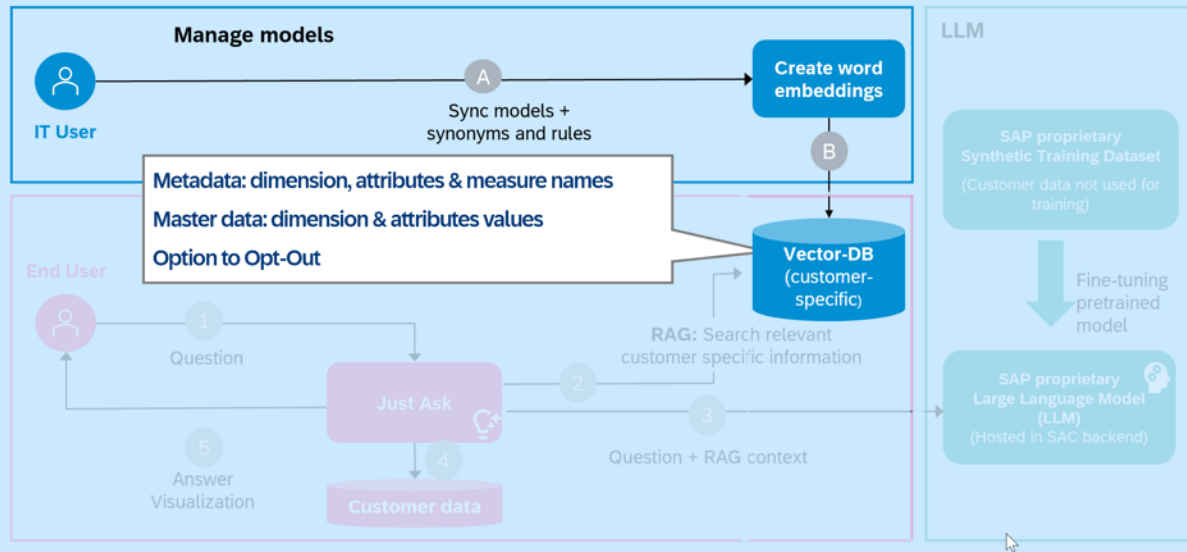 Manage models
LLM
IT User
A
Sync models +
synonyms and rules
Create word
embeddings
B
SAP proprietary
Synthetic Training Dataset
(Customer data not used for
training)
Metadata: dimension, attributes & measure names
Master data: dimension & attributes values
Option to Opt-Out
Vector-DB
(customer-
specific)
Fine-tuning
pretrained
model
End User
1
Question
RAG: Search relevant
customer specific information
2
Just Ask
3
Question + RAG context
SAP proprietary
Large Language Model
(LLM)
(Hosted in SAC backend)
4
5
Answer
Visualization
Customer data